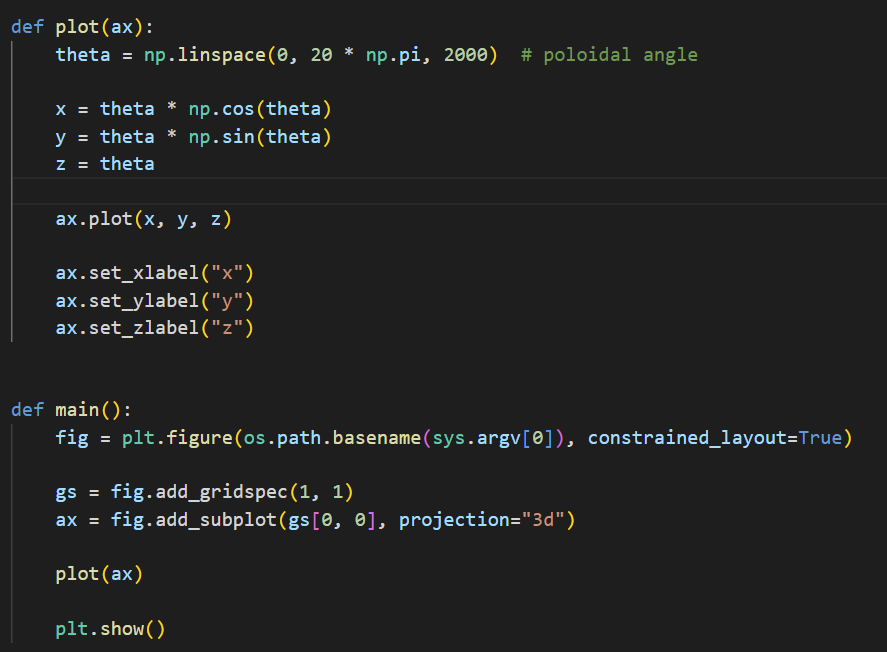 def plot(ax):
    theta = np.linspace(0, 20 * np.pi, 2000)  # poloidal angle
    x = theta * np.cos(theta)
    y = theta * np.sin(theta)
    z = theta
    ax.plot(x, y, z)
    ax.set_xlabel("x")
    ax.set_ylabel("y")
    ax.set_zlabel("z")
def main():
    fig = plt.figure(os.path.basename(sys.argv[0]), constrained_layout=True)
    gs = fig.add_gridspec(1, 1)
    ax = fig.add_subplot(gs[0, 0], projection="3d")
    plot(ax)
    plt.show()